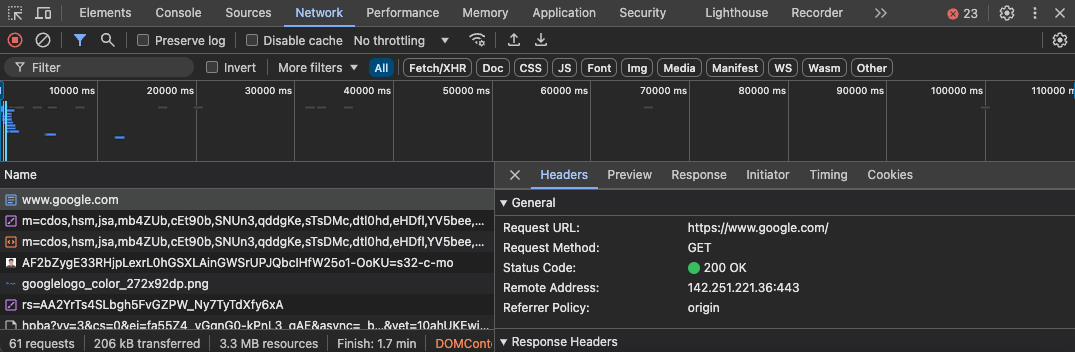 Elements Console Sources Network Performance Memory Application Security Lighthouse Recorder 23
Preserve log Disable cache No throttling
Filter Invert More filters All Fetch/XHR Doc CSS JS Font Img Media Manifest WS Wasm Other
10000 ms 20000 ms 30000 ms 40000 ms 50000 ms 60000 ms 70000 ms 80000 ms 90000 ms 100000 ms 110000 m
Name
www.google.com
m=cdos,hsm,jsa,mb4ZUb,cEt90b,SNUn3,qddgKe,sTsDMc,dtl0hd,eHDfl,YV5bee,...
m=cdos,hsm,jsa,mb4ZUb,cEt90b,SNUn3,qddgKe,sTsDMc,dtl0hd,eHDfl,YV5bee,...
AF2bZygE33RHjpLexrL0hGSXLAinGWSrUPJQbclHfW25o1-OoKU=s32-c-mo
googlelogo_color_272x92dp.png
rs=AA2YrTs4SLbgh5FvGZPW_Ny7TyTdXfy6xA
61 requests 206 kB transferred 3.3 MB resources Finish: 1.7 min DOMConte
Headers Preview Response Initiator Timing Cookies
General
Request URL: https://www.google.com/
Request Method: GET
Status Code: 200 OK
Remote Address: 142.251.221.36:443
Referrer Policy: origin
Response Headers